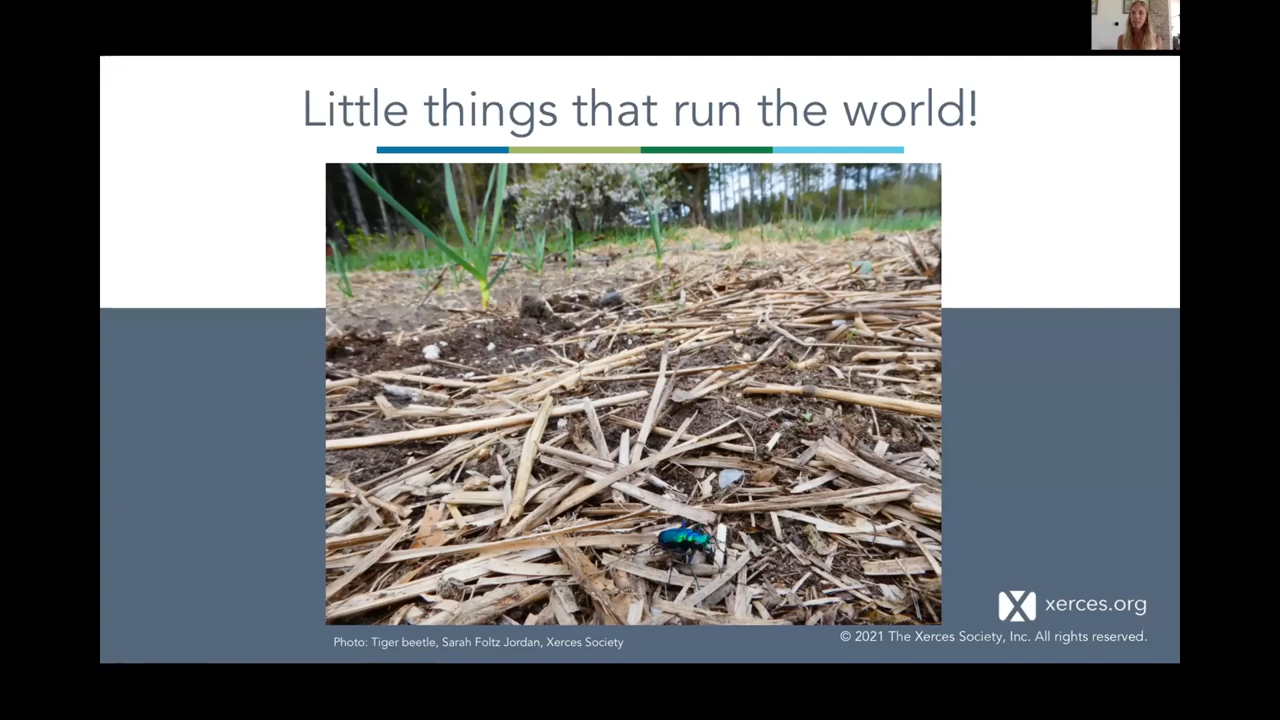 Little things that run the world!
xerces.org
Photo: Tiger beetle, Sarah Foltz Jordan, Xerces Society
© 2021 The Xerces Society, Inc. All rights reserved.